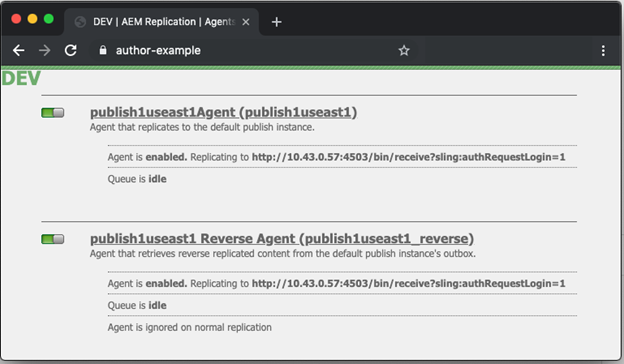 DEV | AEM Replication | Agents
author-example
DEV
publish1useast1Agent (publish1useast1)
Agent that replicates to the default publish instance.
Agent is enabled. Replicating to http://10.43.0.57:4503/bin/receive?sling:authRequestLogin=1
Queue is idle
publish1useast1 Reverse Agent (publish1useast1_reverse)
Agent that retrieves reverse replicated content from the default publish instance's outbox.
Agent is enabled. Replicating to http://10.43.0.57:4503/bin/receive?sling:authRequestLogin=1
Queue is idle
Agent is ignored on normal replication